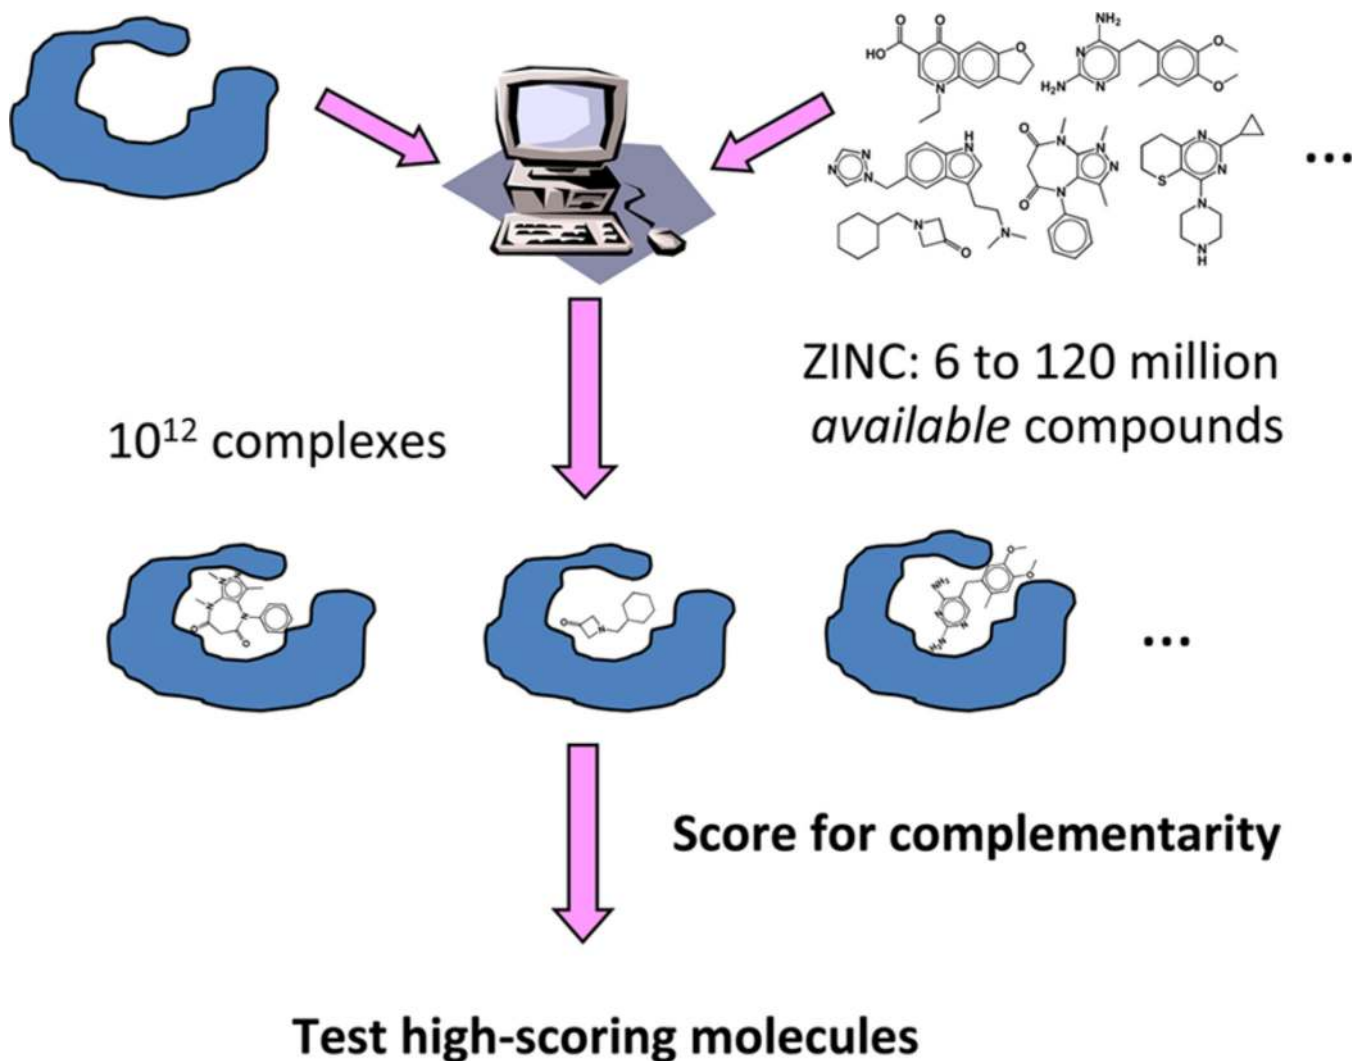 ZINC: 6 to 120 million
available compounds
10¹² complexes
...
...
Score for complementarity
Test high-scoring molecules